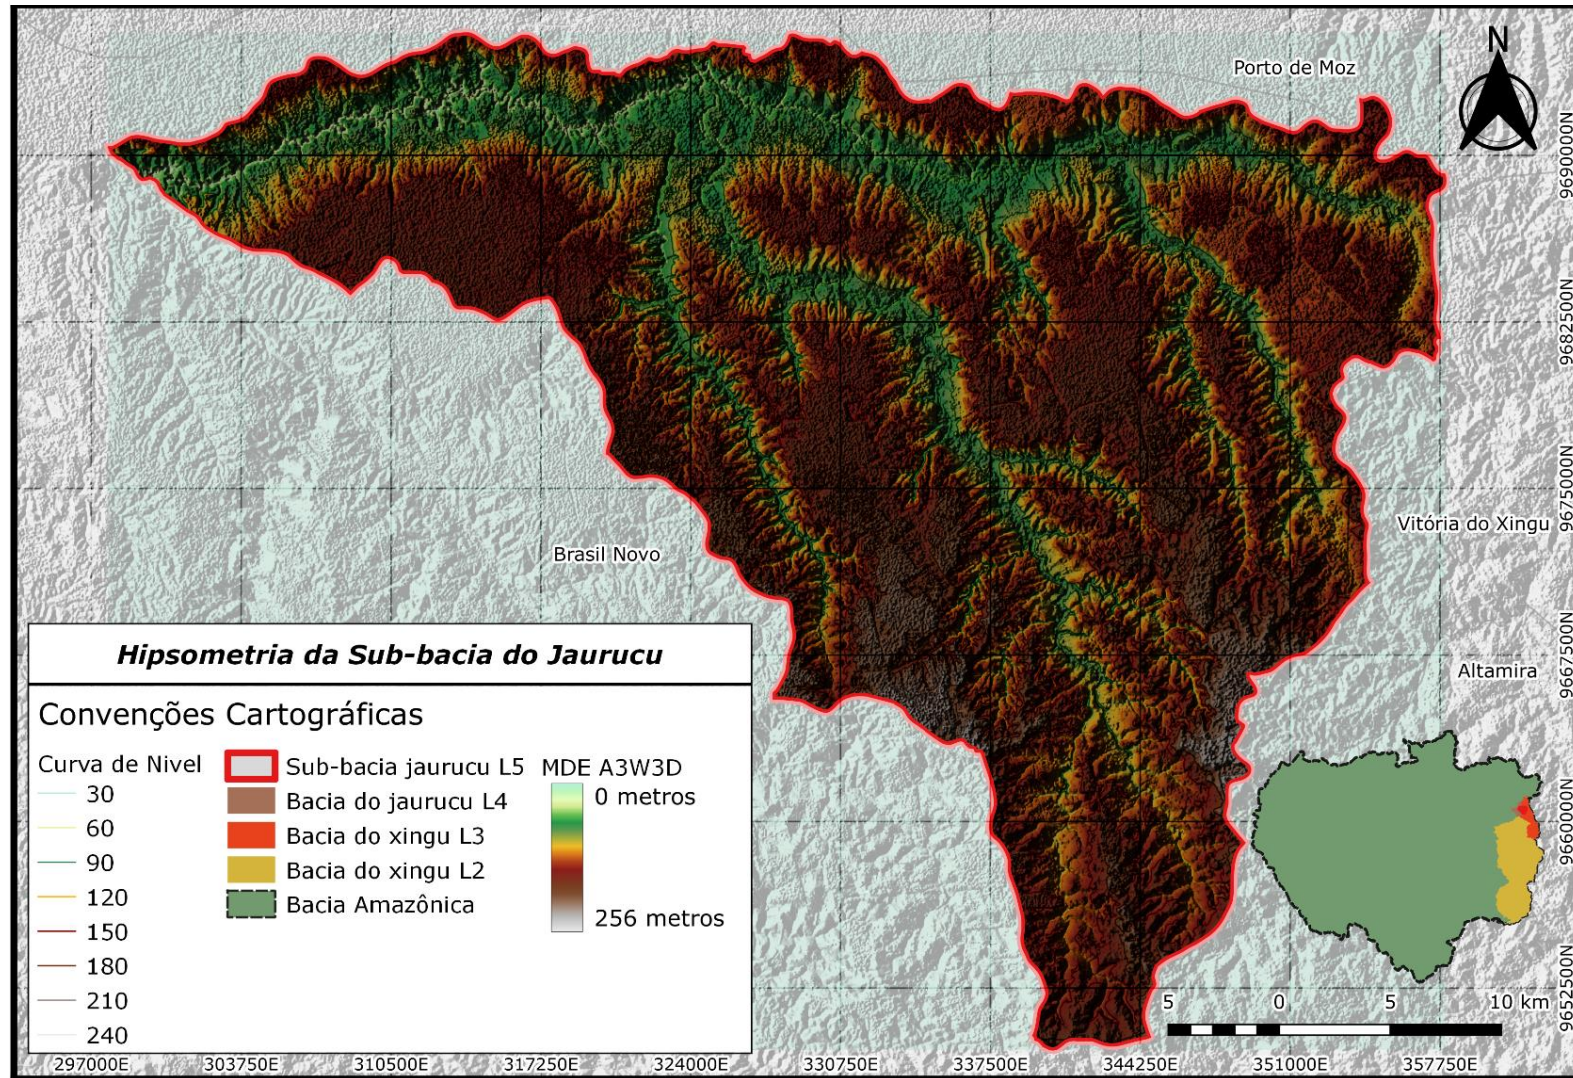 N
Porto de Moz
9690000N
9682500N
9675000N
Vitória do Xingu
Brasil Novo
9667500N
Altamira
Hipsometria da Sub-bacia do Jaurucu
Convenções Cartográficas
Curva de Nivel
30
60
90
120
150
180
210
240
Sub-bacia jaurucu L5
Bacia do jaurucu L4
Bacia do xingu L3
Bacia do xingu L2
Bacia Amazônica
MDE A3W3D
0 metros
256 metros
9660000N
9652500N
5 0 5 10 km
297000E 303750E 310500E 317250E 324000E 330750E 337500E 344250E 351000E 357750E